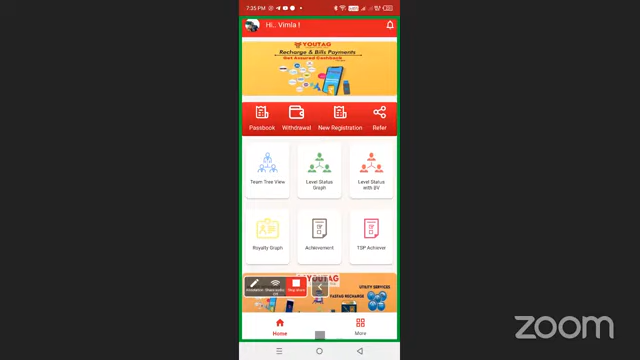 7:35 PM
Hi.. Vimla !
YOUTAG
Recharge & Bills Payments
Get Assured Cashback
Passbook
Withdrawal
New Registration
Refer
Team Tree View
Level Status Graph
Level Status with BV
Royalty Graph
Achievement
TSP Achiever
YOUTAG
UTILITY SERVICES
FASTAG RECHARGE
Stop share
Home
More
zoom